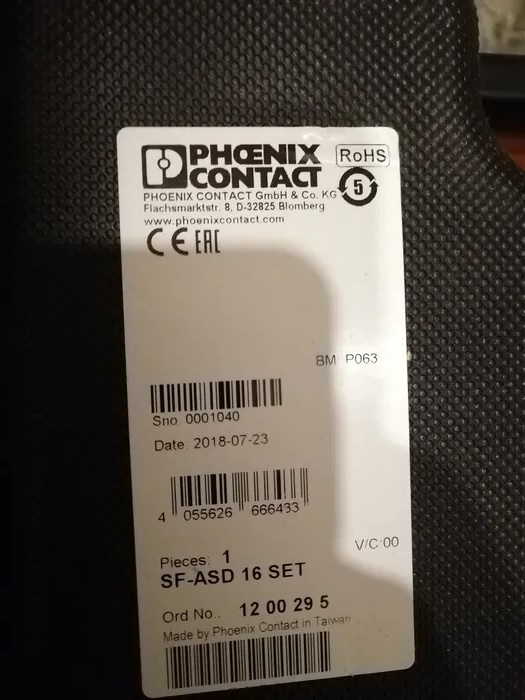 PHŒNIX
CONTACT
RoHS
5
PHOENIX CONTACT GmbH & Co. KG
Flachsmarktstr. 8, D-32825 Blomberg
www.phoenixcontact.com
CE EAC
BM: P063
Sno. 0001040
Date: 2018-07-23
4 055626 666433
V/C:00
Pieces: 1
SF-ASD 16 SET
Ord No.: 12 00 29 5
Made by Phoenix Contact in Taiwan